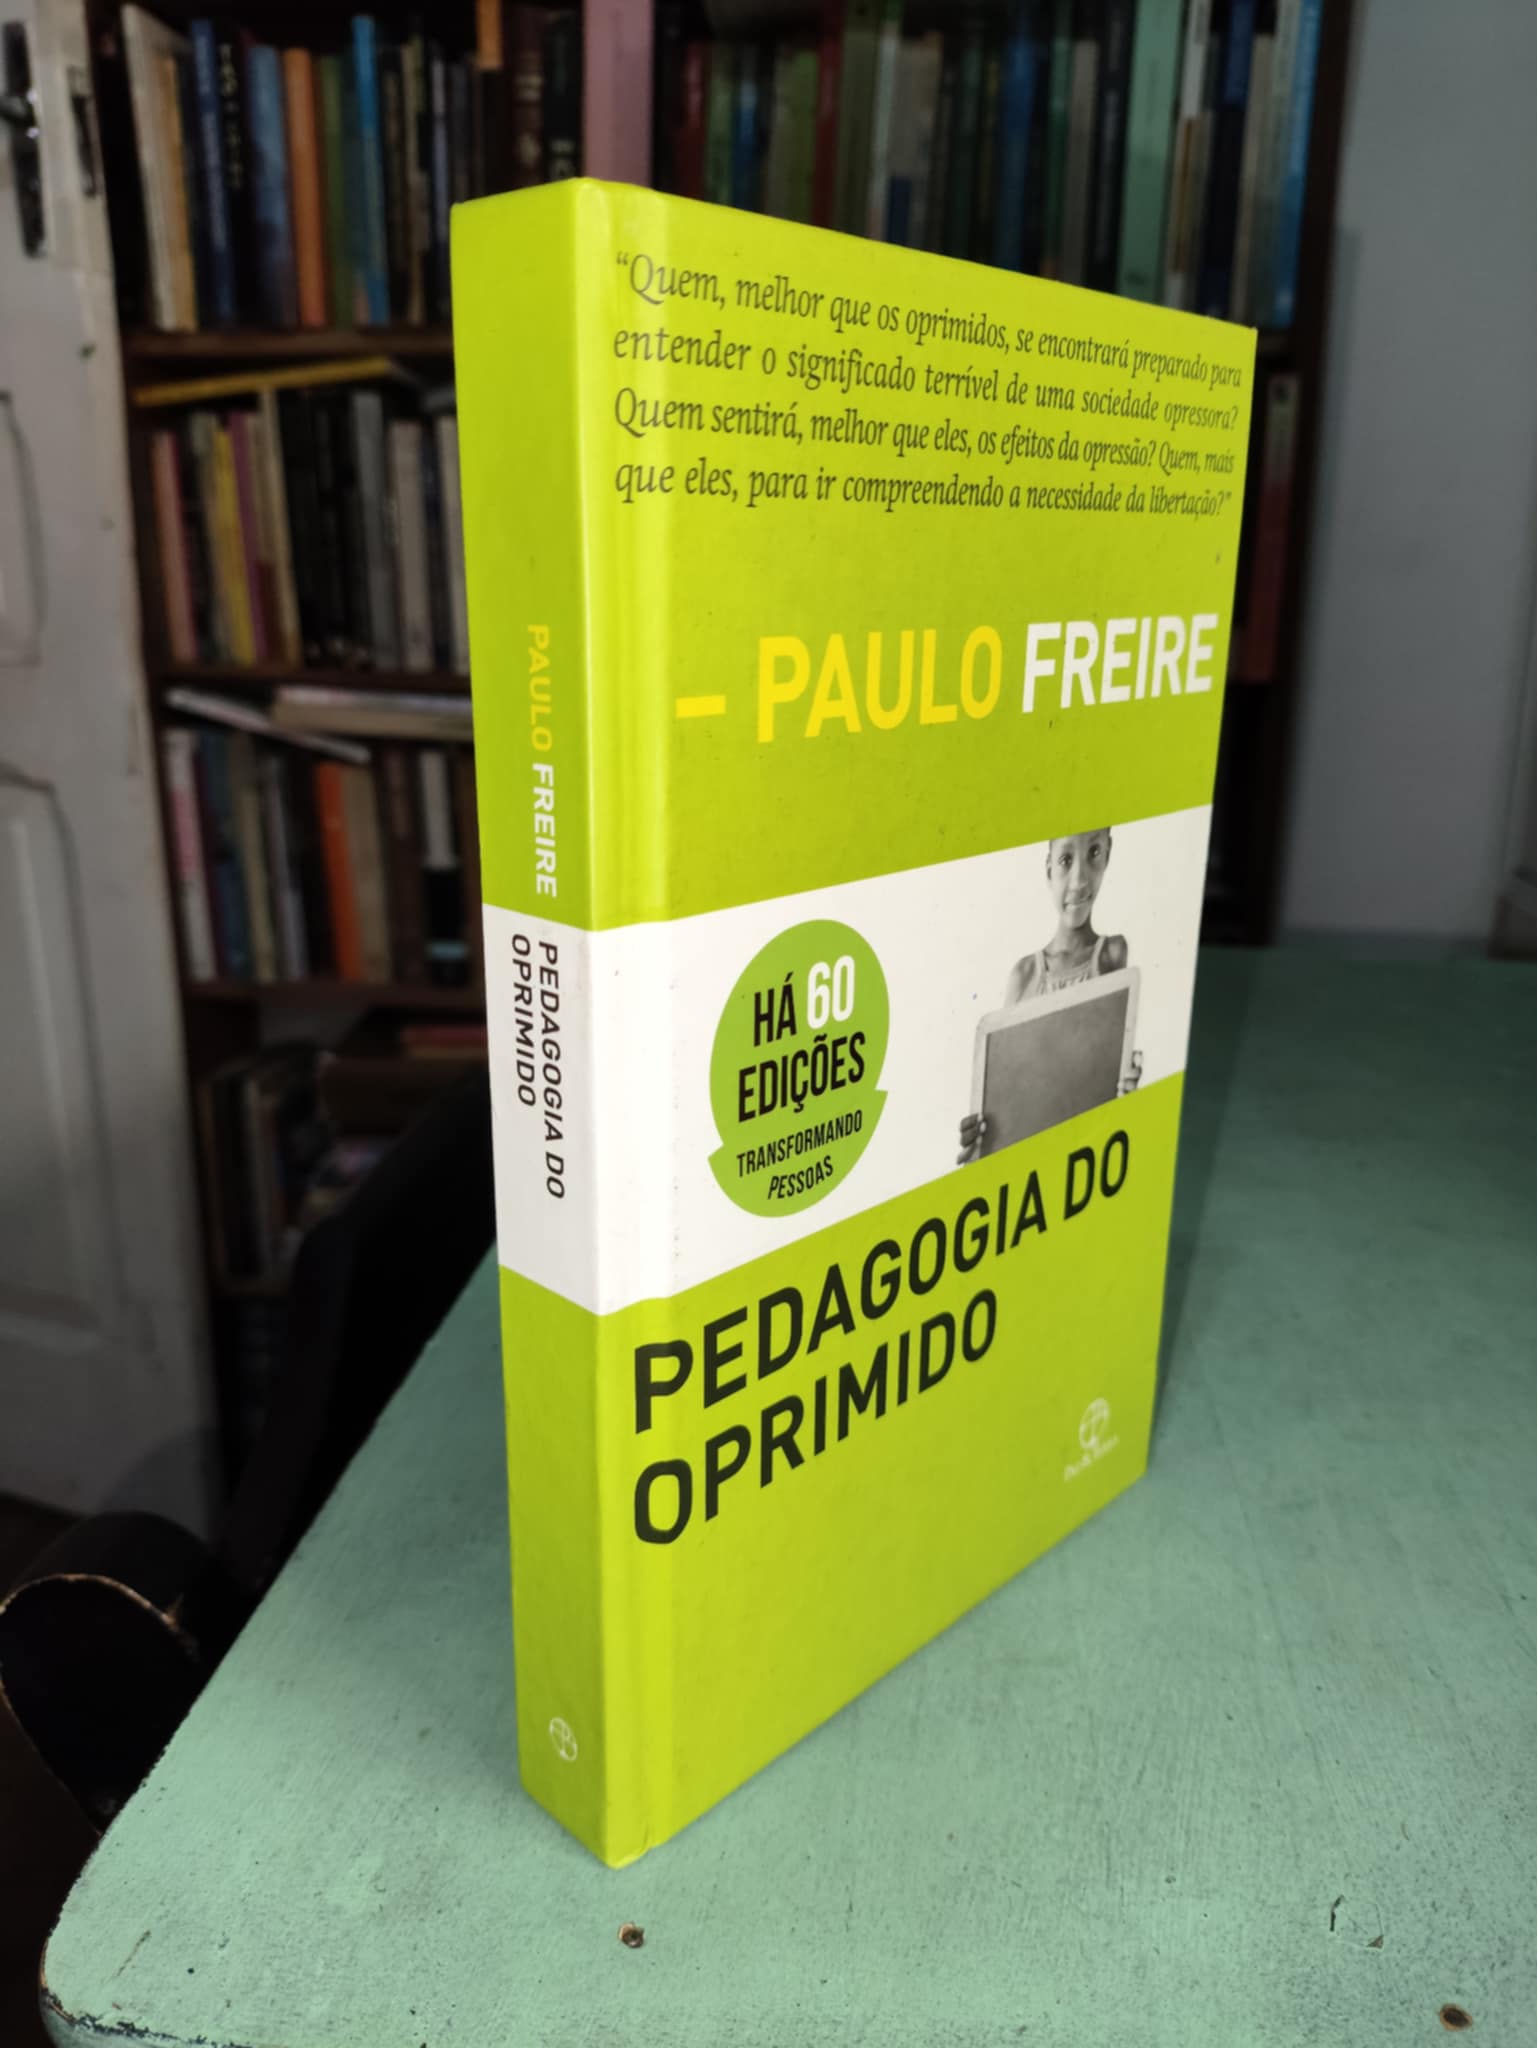 “Quem, melhor que os oprimidos, se encontrará preparado para
entender o significado terrível de uma sociedade opressora?
Quem sentirá, melhor que eles, os efeitos da opressão? Quem, mais
que eles, para ir compreendendo a necessidade da libertação?”
– PAULO FREIRE
HÁ 60
EDIÇÕES
TRANSFORMANDO
PESSOAS
PEDAGOGIA DO
OPRIMIDO
PAULO FREIRE
PEDAGOGIA DO
OPRIMIDO